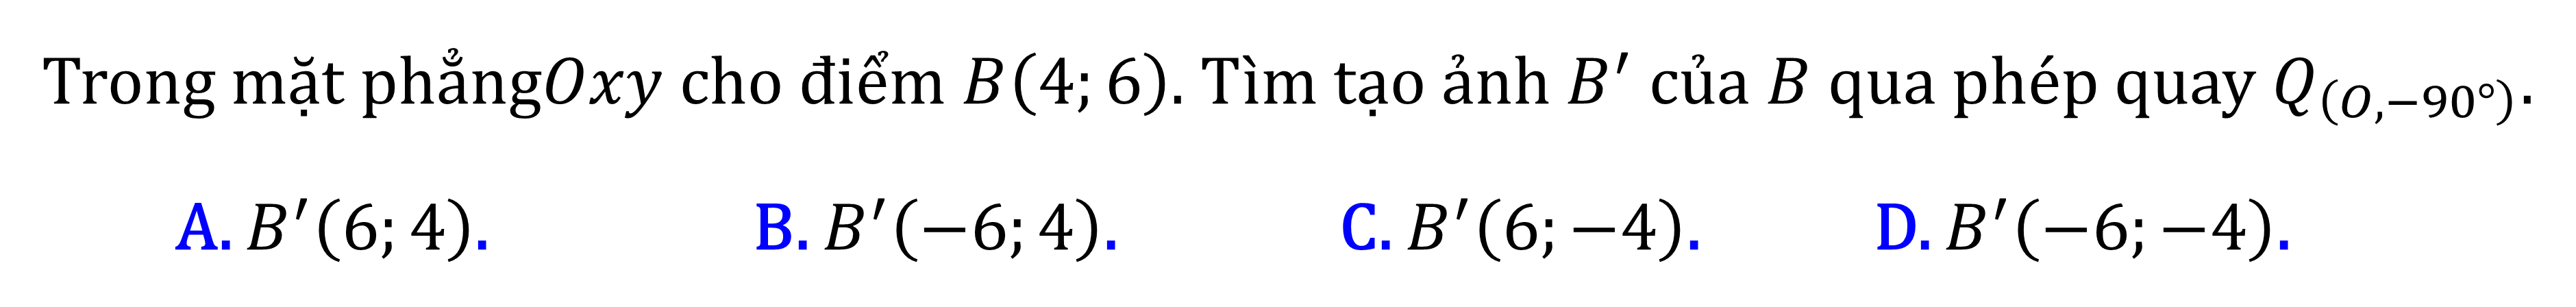 Trong mặt phẳngOxy cho điểm B(4; 6). Tìm tạo ảnh B′ của B qua phép quay Q(O,−90°).
A. B′(6; 4). B. B′(−6; 4). C. B′(6; −4). D. B′(−6; −4).